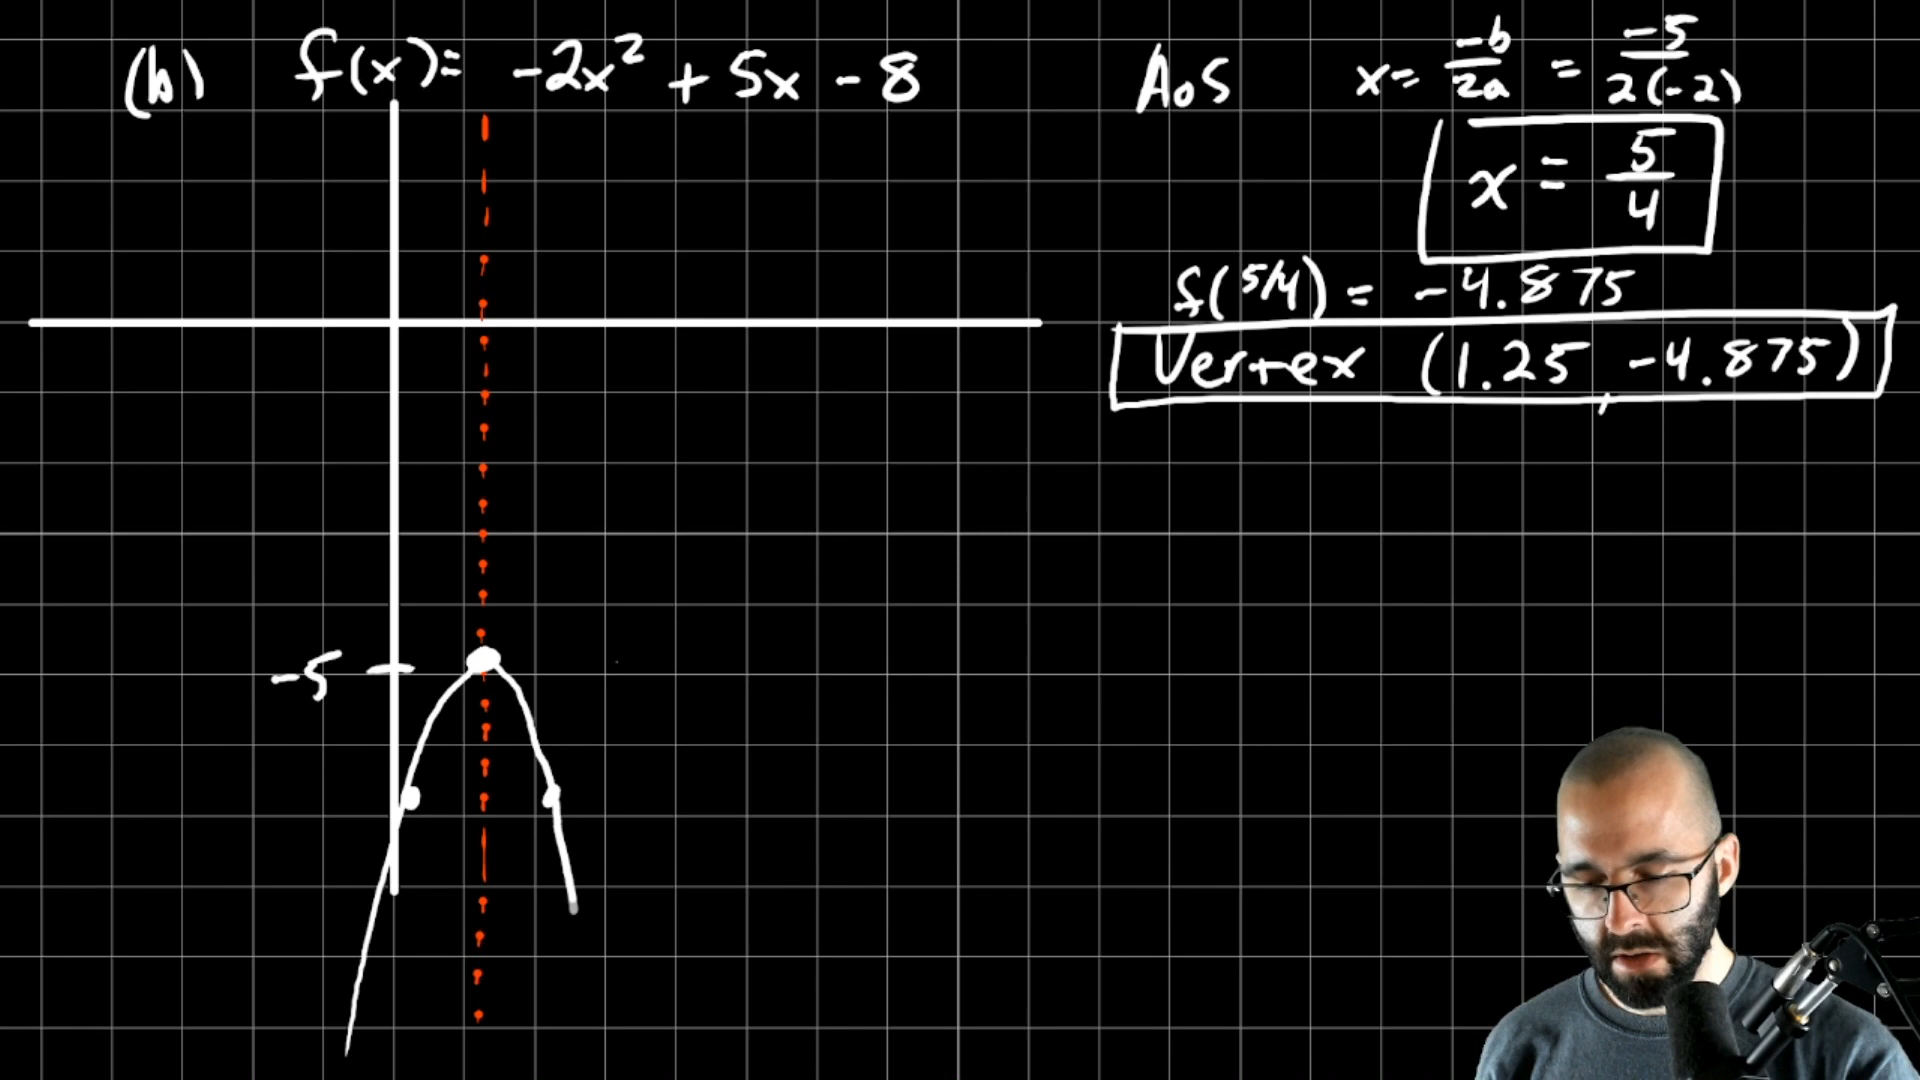 (b) f(x)= -2x² + 5x - 8
AoS x= -b/2a = -5/2(-2)
x = 5/4
f(5/4) = -4.875
Vertex (1.25, -4.875)
-5